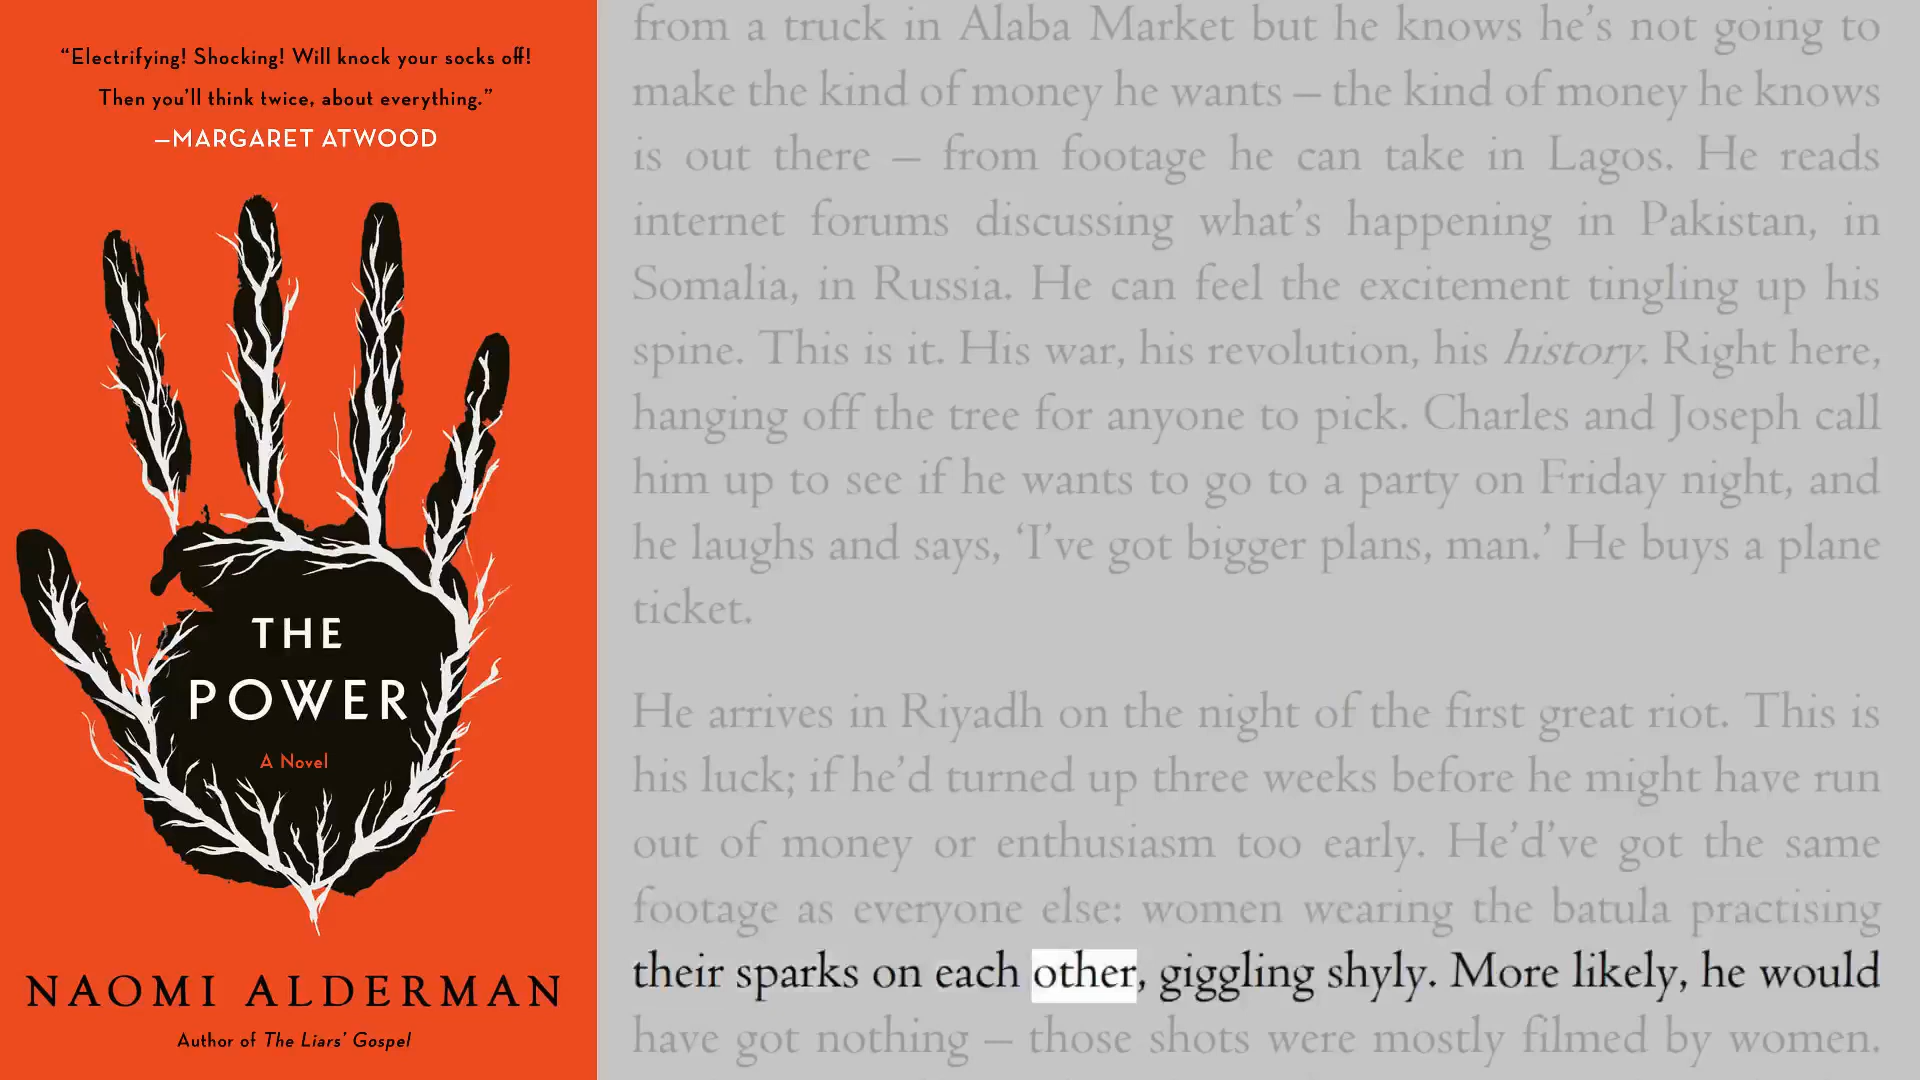 “Electrifying! Shocking! Will knock your socks off!
Then you’ll think twice, about everything.”
—MARGARET ATWOOD
THE
POWER
A Novel
NAOMI ALDERMAN
Author of The Liars’ Gospel
from a truck in Alaba Market but he knows he’s not going to
make the kind of money he wants – the kind of money he knows
is out there – from footage he can take in Lagos. He reads
internet forums discussing what’s happening in Pakistan, in
Somalia, in Russia. He can feel the excitement tingling up his
spine. This is it. His war, his revolution, his history. Right here,
hanging off the tree for anyone to pick. Charles and Joseph call
him up to see if he wants to go to a party on Friday night, and
he laughs and says, ‘I’ve got bigger plans, man.’ He buys a plane
ticket.
He arrives in Riyadh on the night of the first great riot. This is
his luck; if he’d turned up three weeks before he might have run
out of money or enthusiasm too early. He’d’ve got the same
footage as everyone else: women wearing the batula practising
their sparks on each other, giggling shyly. More likely, he would
have got nothing – those shots were mostly filmed by women.